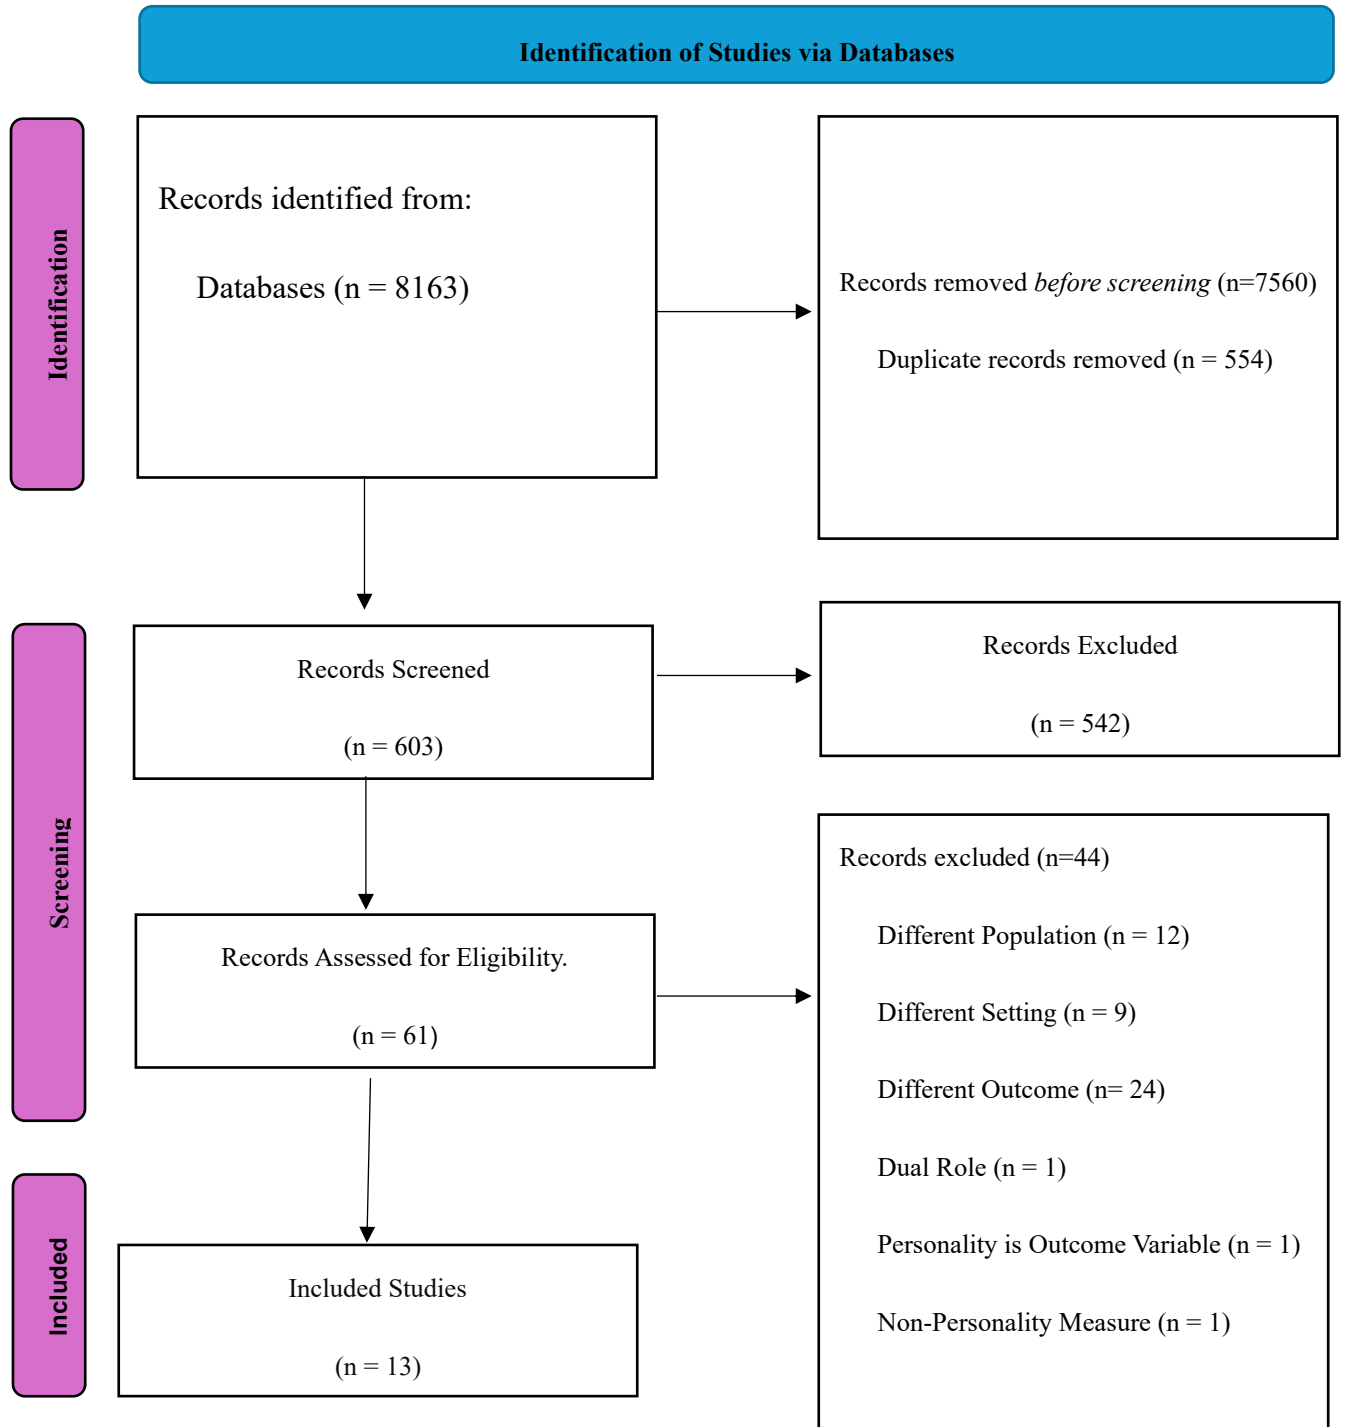 Identification of Studies via Databases
Identification
Records identified from:
Databases (n = 8163)
Records removed before screening (n=7560)
Duplicate records removed (n = 554)
Screening
Records Screened
(n = 603)
Records Excluded
(n = 542)
Records Assessed for Eligibility.
(n = 61)
Records excluded (n=44)
Different Population (n = 12)
Different Setting (n = 9)
Different Outcome (n= 24)
Dual Role (n = 1)
Personality is Outcome Variable (n = 1)
Non-Personality Measure (n = 1)
Included
Included Studies
(n = 13)